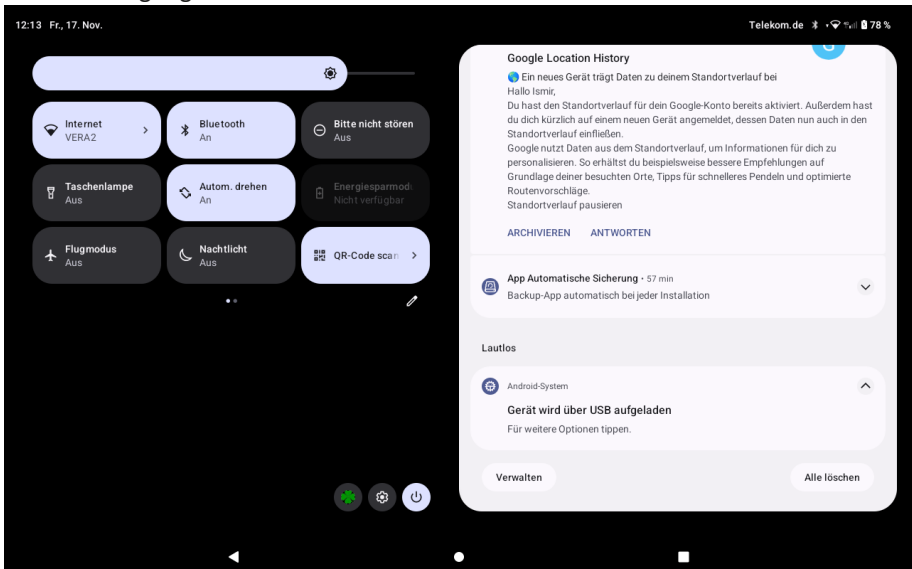 12:13 Fr., 17. Nov.
Telekom.de 78 %
Internet
VERA2
Bluetooth
An
Bitte nicht stören
Aus
Taschenlampe
Aus
Autom. drehen
An
Energiesparmod
Nicht verfügbar
Flugmodus
Aus
Nachtlicht
Aus
QR-Code scan
G
Google Location History
🌎 Ein neues Gerät trägt Daten zu deinem Standortverlauf bei
Hallo Ismir,
Du hast den Standortverlauf für dein Google-Konto bereits aktiviert. Außerdem hast
du dich kürzlich auf einem neuen Gerät angemeldet, dessen Daten nun auch in den
Standortverlauf einfließen.
Google nutzt Daten aus dem Standortverlauf, um Informationen für dich zu
personalisieren. So erhältst du beispielsweise bessere Empfehlungen auf
Grundlage deiner besuchten Orte, Tipps für schnelleres Pendeln und optimierte
Routenvorschläge.
Standortverlauf pausieren
ARCHIVIEREN ANTWORTEN
App Automatische Sicherung • 57 min
Backup-App automatisch bei jeder Installation
Lautlos
Android-System
Gerät wird über USB aufgeladen
Für weitere Optionen tippen.
Verwalten
Alle löschen